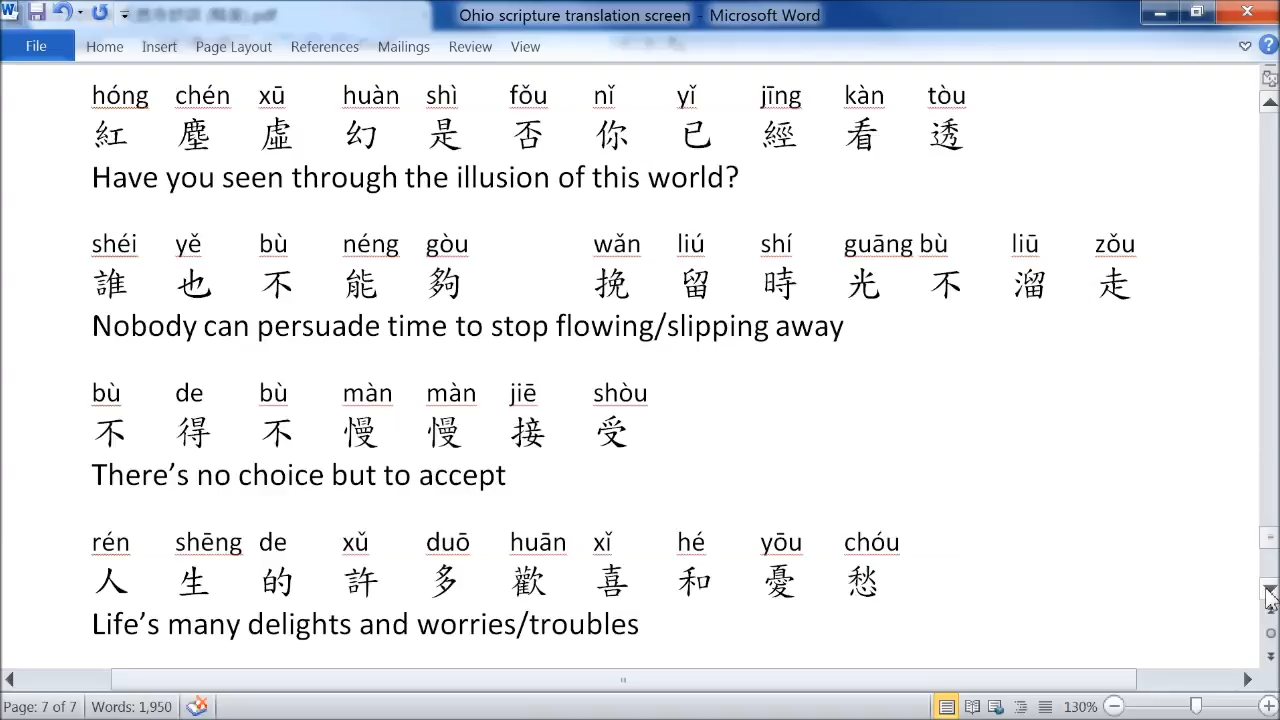 Ohio scripture translation screen - Microsoft Word
File Home Insert Page Layout References Mailings Review View
hóng chén xū huàn shì fǒu nǐ yǐ jīng kàn tòu
紅 塵 虛 幻 是 否 你 已 經 看 透
Have you seen through the illusion of this world?
shéi yě bù néng gòu wǎn liú shí guāng bù liū zǒu
誰 也 不 能 夠 挽 留 時 光 不 溜 走
Nobody can persuade time to stop flowing/slipping away
bù de bù màn màn jiē shòu
不 得 不 慢 慢 接 受
There’s no choice but to accept
rén shēng de xǔ duō huān xǐ hé yōu chóu
人 生 的 許 多 歡 喜 和 憂 愁
Life’s many delights and worries/troubles
Page: 7 of 7 Words: 1,950 130%